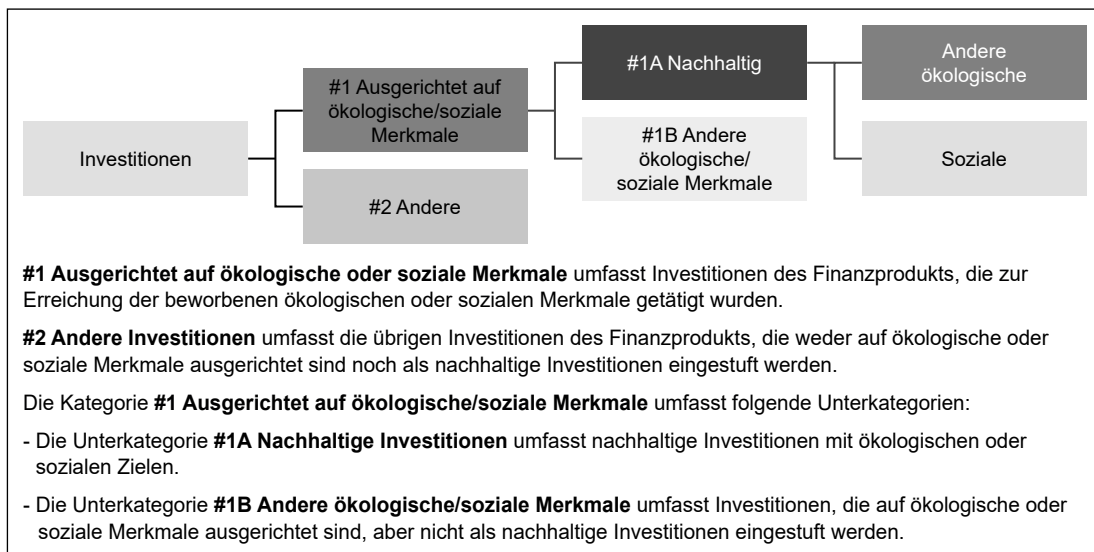 Investitionen
#1 Ausgerichtet auf
ökologische/soziale
Merkmale
#2 Andere
#1A Nachhaltig
#1B Andere
ökologische/
soziale Merkmale
Andere
ökologische
Soziale
#1 Ausgerichtet auf ökologische oder soziale Merkmale umfasst Investitionen des Finanzprodukts, die zur
Erreichung der beworbenen ökologischen oder sozialen Merkmale getätigt wurden.
#2 Andere Investitionen umfasst die übrigen Investitionen des Finanzprodukts, die weder auf ökologische oder
soziale Merkmale ausgerichtet sind noch als nachhaltige Investitionen eingestuft werden.
Die Kategorie #1 Ausgerichtet auf ökologische/soziale Merkmale umfasst folgende Unterkategorien:
- Die Unterkategorie #1A Nachhaltige Investitionen umfasst nachhaltige Investitionen mit ökologischen oder
sozialen Zielen.
- Die Unterkategorie #1B Andere ökologische/soziale Merkmale umfasst Investitionen, die auf ökologische oder
soziale Merkmale ausgerichtet sind, aber nicht als nachhaltige Investitionen eingestuft werden.